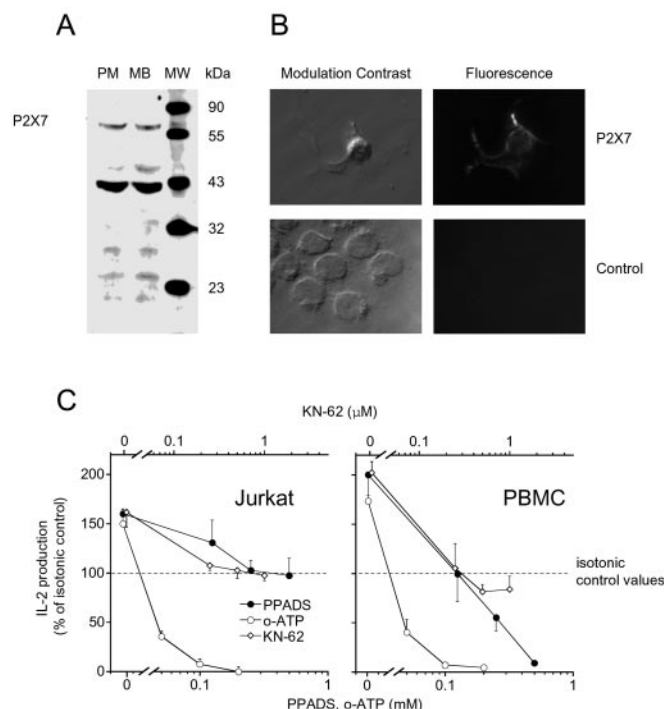 A
PM MB MW kDa
P2X7
90
55
43
32
23
B
Modulation Contrast Fluorescence
P2X7
Control
C
KN-62 (μM)
0 0.1 1 0 0.1 1
200
150
100
50
0
IL-2 production
(% of isotonic control)
Jurkat
PBMC
PPADS
o-ATP
KN-62
isotonic
control values
0 0.1 1 0 0.1 1
PPADS, o-ATP (mM)